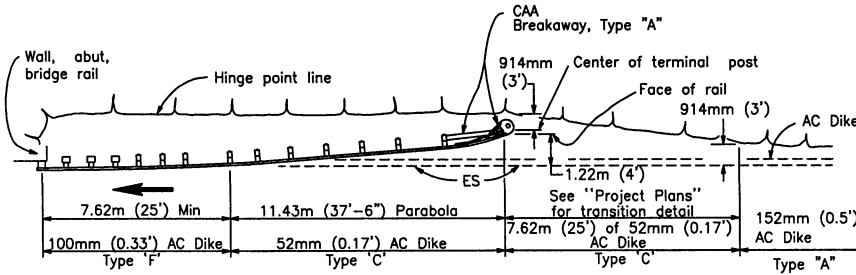 CAA
Breakaway, Type "A"
Wall, abut,
bridge rail
Hinge point line
914mm
(3')
Center of terminal post
Face of rail
914mm (3')
AC Dike
ES
1.22m (4')
See "Project Plans"
for transition detail
7.62m (25') Min
11.43m (37'-6") Parabola
7.62m (25') of 52mm (0.17')
AC Dike
Type 'C'
152mm (0.5')
AC Dike
Type "A"
100mm (0.33') AC Dike
Type 'F'
52mm (0.17') AC Dike
Type 'C'